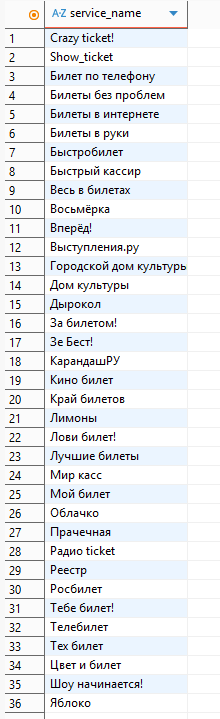 A-Z service_name
1 Crazy ticket!
2 Show_ticket
3 Билет по телефону
4 Билеты без проблем
5 Билеты в интернете
6 Билеты в руки
7 Быстробилет
8 Быстрый кассир
9 Весь в билетах
10 Восьмёрка
11 Вперёд!
12 Выступления.ру
13 Городской дом культуры
14 Дом культуры
15 Дырокол
16 За билетом!
17 Зе Бест!
18 КарандашРУ
19 Кино билет
20 Край билетов
21 Лимоны
22 Лови билет!
23 Лучшие билеты
24 Мир касс
25 Мой билет
26 Облачко
27 Прачечная
28 Радио ticket
29 Реестр
30 Росбилет
31 Тебе билет!
32 Телебилет
33 Тех билет
34 Цвет и билет
35 Шоу начинается!
36 Яблоко